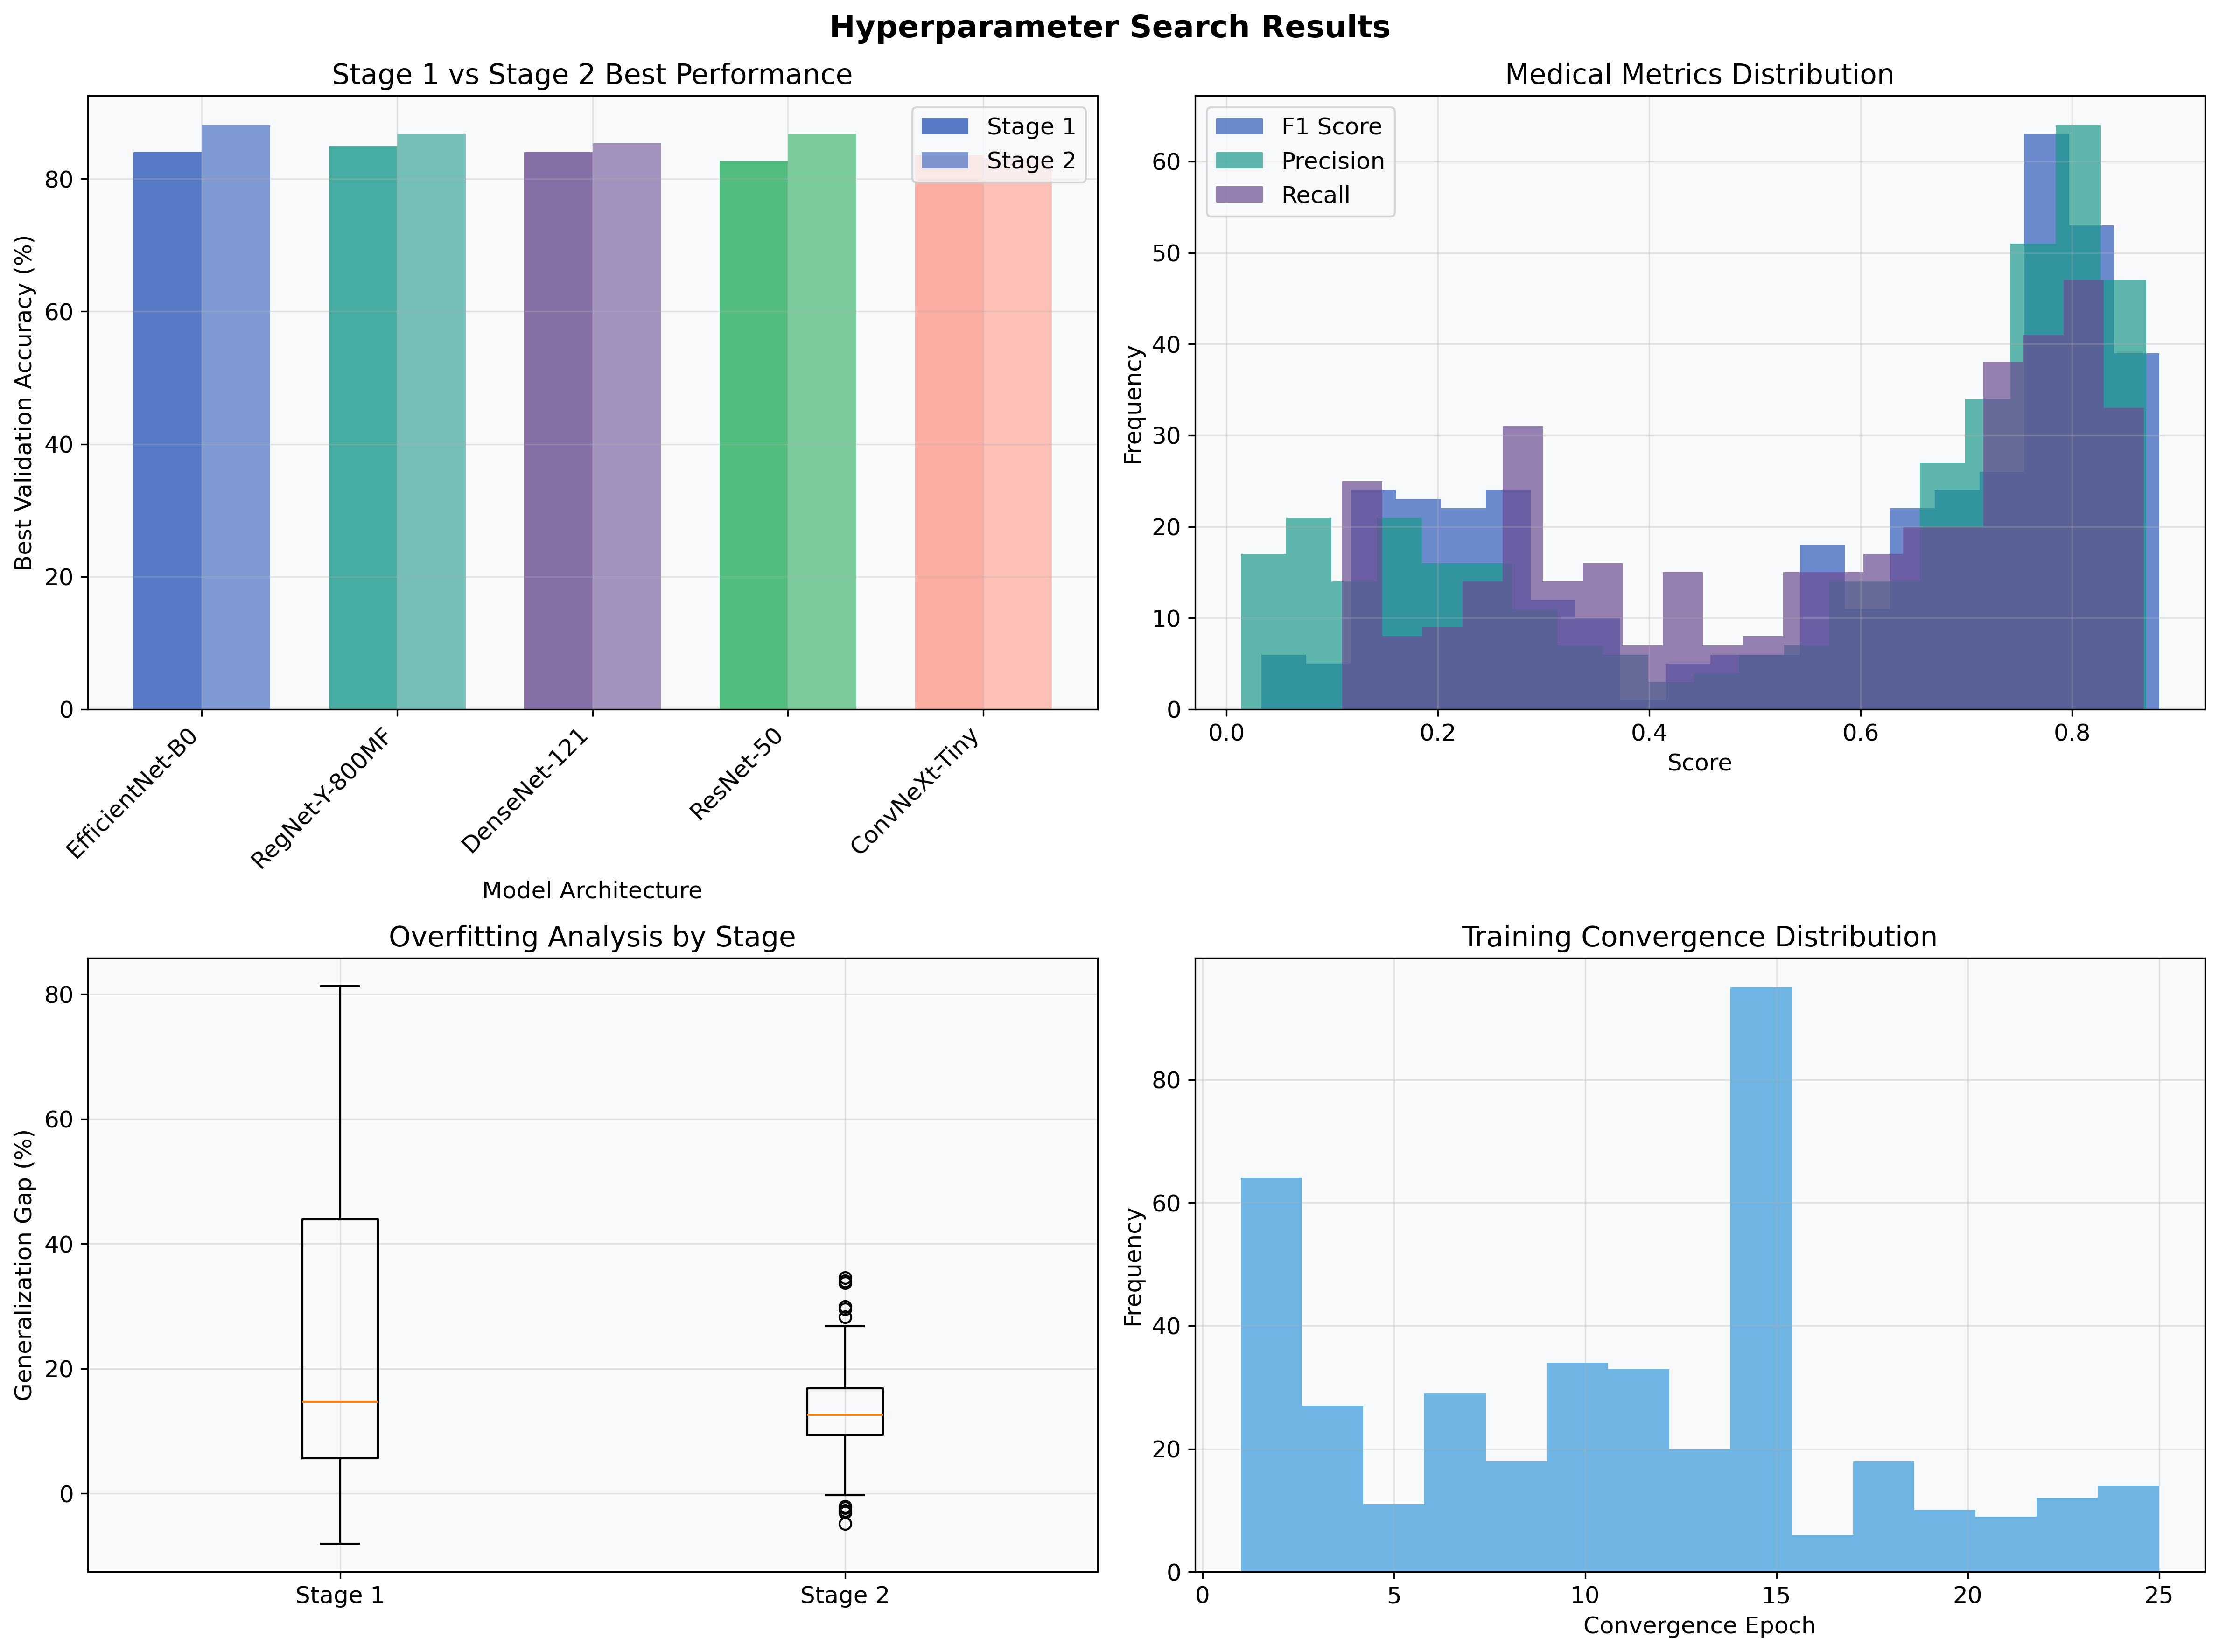 Hyperparameter Search Results
Stage 1 vs Stage 2 Best Performance
Best Validation Accuracy (%)
80
60
40
20
0
Stage 1
Stage 2
EfficientNet-B0
RegNet-Y-800MF
DenseNet-121
ResNet-50
ConvNeXt-Tiny
Model Architecture
Medical Metrics Distribution
F1 Score
Precision
Recall
Frequency
60
50
40
30
20
10
0
0.0 0.2 0.4 0.6 0.8
Score
Overfitting Analysis by Stage
Generalization Gap (%)
80
60
40
20
0
Stage 1 Stage 2
Training Convergence Distribution
Frequency
80
60
40
20
0
0 5 10 15 20 25
Convergence Epoch